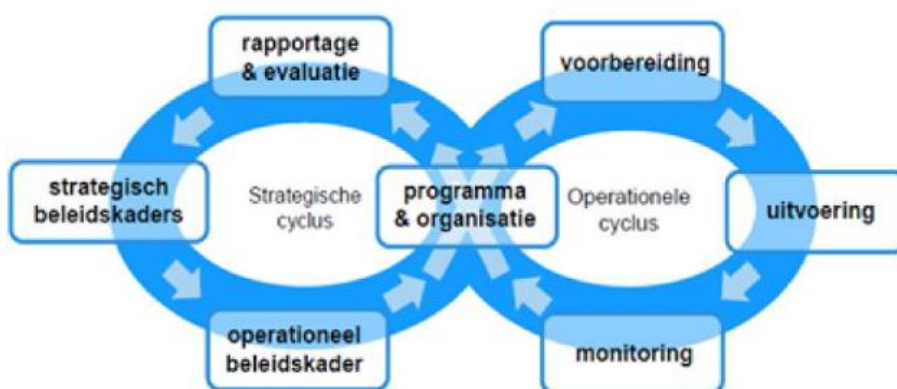 rapportage
& evaluatie
voorbereiding
strategisch
beleidskaders
Strategische
cyclus
programma
& organisatie
Operationele
cyclus
uitvoering
operationeel
beleidskader
monitoring